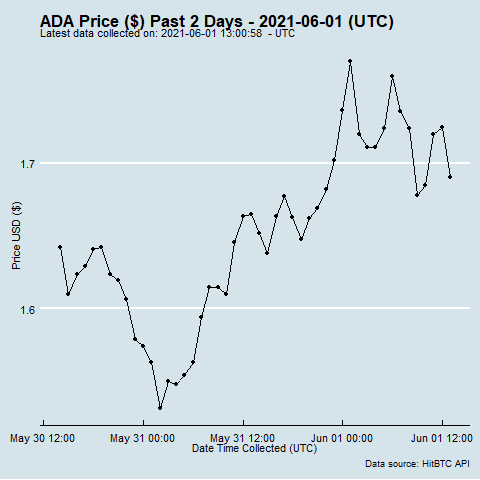 ADA Price ($) Past 2 Days - 2021-06-01 (UTC)
Latest data collected on: 2021-06-01 13:00:58 - UTC
Price USD ($)
1.7
1.6
May 30 12:00 May 31 00:00 May 31 12:00 Jun 01 00:00 Jun 01 12:00
Date Time Collected (UTC)
Data source: HitBTC API